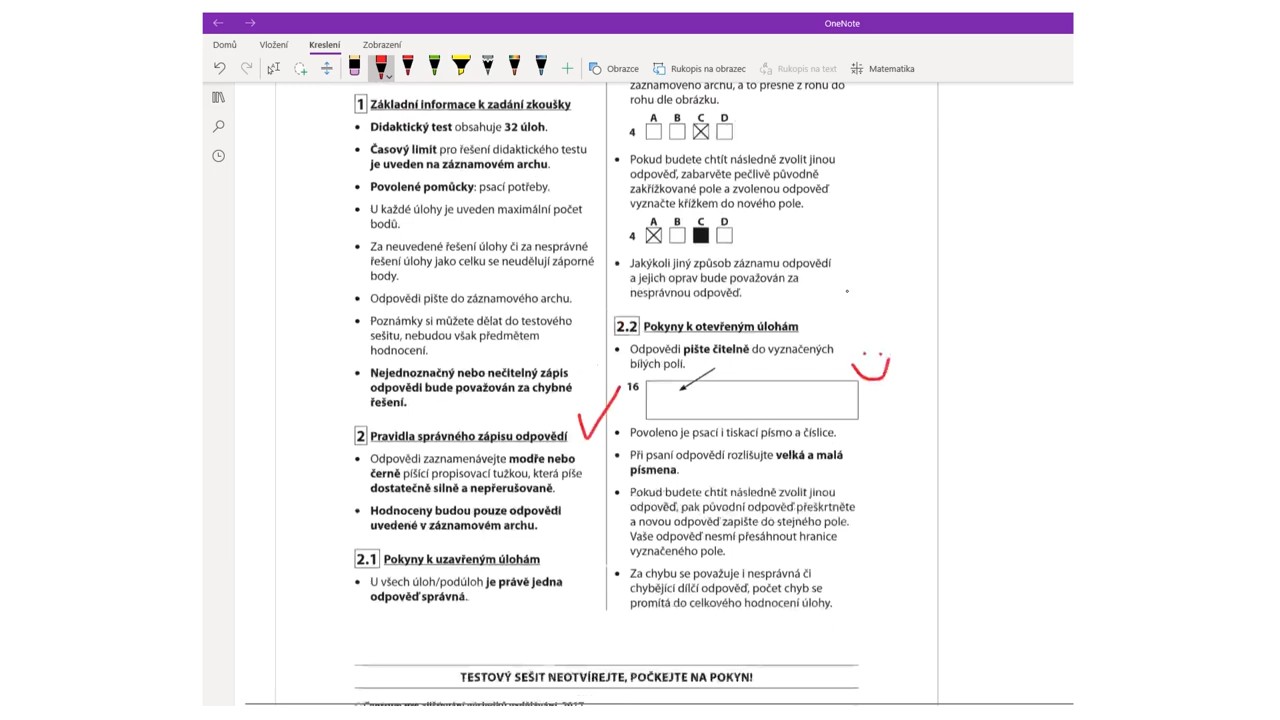 OneNote
Domů Vložení Kreslení Zobrazení
Obrazce Rukopis na obrazec Rukopis na text Matematika
1 Základní informace k zadání zkoušky
• Didaktický test obsahuje 32 úloh.
• Časový limit pro řešení didaktického testu
je uveden na záznamovém archu.
• Povolené pomůcky: psací potřeby.
• U každé úlohy je uveden maximální počet
bodů.
• Za neuvedené řešení úlohy či za nesprávné
řešení úlohy jako celku se neudělují záporné
body.
• Odpovědi pište do záznamového archu.
• Poznámky si můžete dělat do testového
sešitu, nebudou však předmětem
hodnocení.
• Nejednoznačný nebo nečitelný zápis
odpovědi bude považován za chybné
řešení.
2 Pravidla správného zápisu odpovědí
• Odpovědi zaznamenávejte modře nebo
černě píšící propisovací tužkou, která píše
dostatečně silně a nepřerušovaně.
• Hodnoceny budou pouze odpovědi
uvedené v záznamovém archu.
2.1 Pokyny k uzavřeným úlohám
• U všech úloh/podúloh je právě jedna
odpověď správná.
záznamového archu, a to přesně z rohu do
rohu dle obrázku.
A B C D
4
• Pokud budete chtít následně zvolit jinou
odpověď, zabarvěte pečlivě původně
zakřížkované pole a zvolenou odpověď
vyznačte křížkem do nového pole.
A B C D
4
• Jakýkoli jiný způsob záznamu odpovědí
a jejich oprav bude považován za
nesprávnou odpověď.
2.2 Pokyny k otevřeným úlohám
• Odpovědi pište čitelně do vyznačených
bílých polí.
16
• Povoleno je psací i tiskací písmo a číslice.
• Při psaní odpovědí rozlišujte velká a malá
písmena.
• Pokud budete chtít následně zvolit jinou
odpověď, pak původní odpověď přeškrtněte
a novou odpověď zapište do stejného pole.
Vaše odpověď nesmí přesáhnout hranice
vyznačeného pole.
• Za chybu se považuje i nesprávná či
chybějící dílčí odpověď, počet chyb se
promítá do celkového hodnocení úlohy.
TESTOVÝ SEŠIT NEOTVÍREJTE, POČKEJTE NA POKYN!